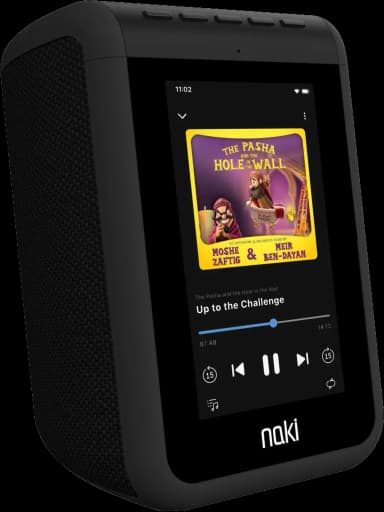 11:02
THE PASHA
AND THE
HOLE IN THE WALL
MOSHE
ZAFTIG
&
MEIR
BEN-DAYAN
The Pasha and the Hole in the Wall
Up to the Challenge
07:48
14:12
15
15
naki